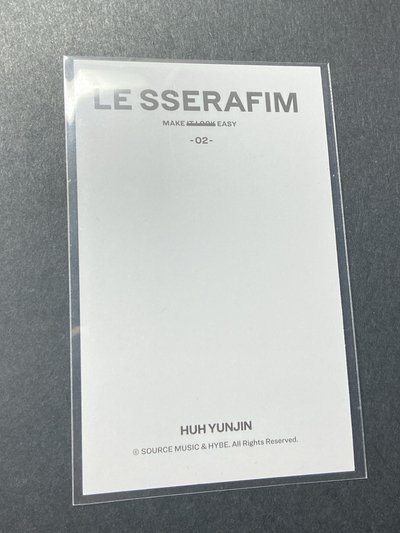 LE SSERAFIM
MAKE IT LOOK EASY
-02-
HUH YUNJIN
℗ SOURCE MUSIC & HYBE. All Rights Reserved.